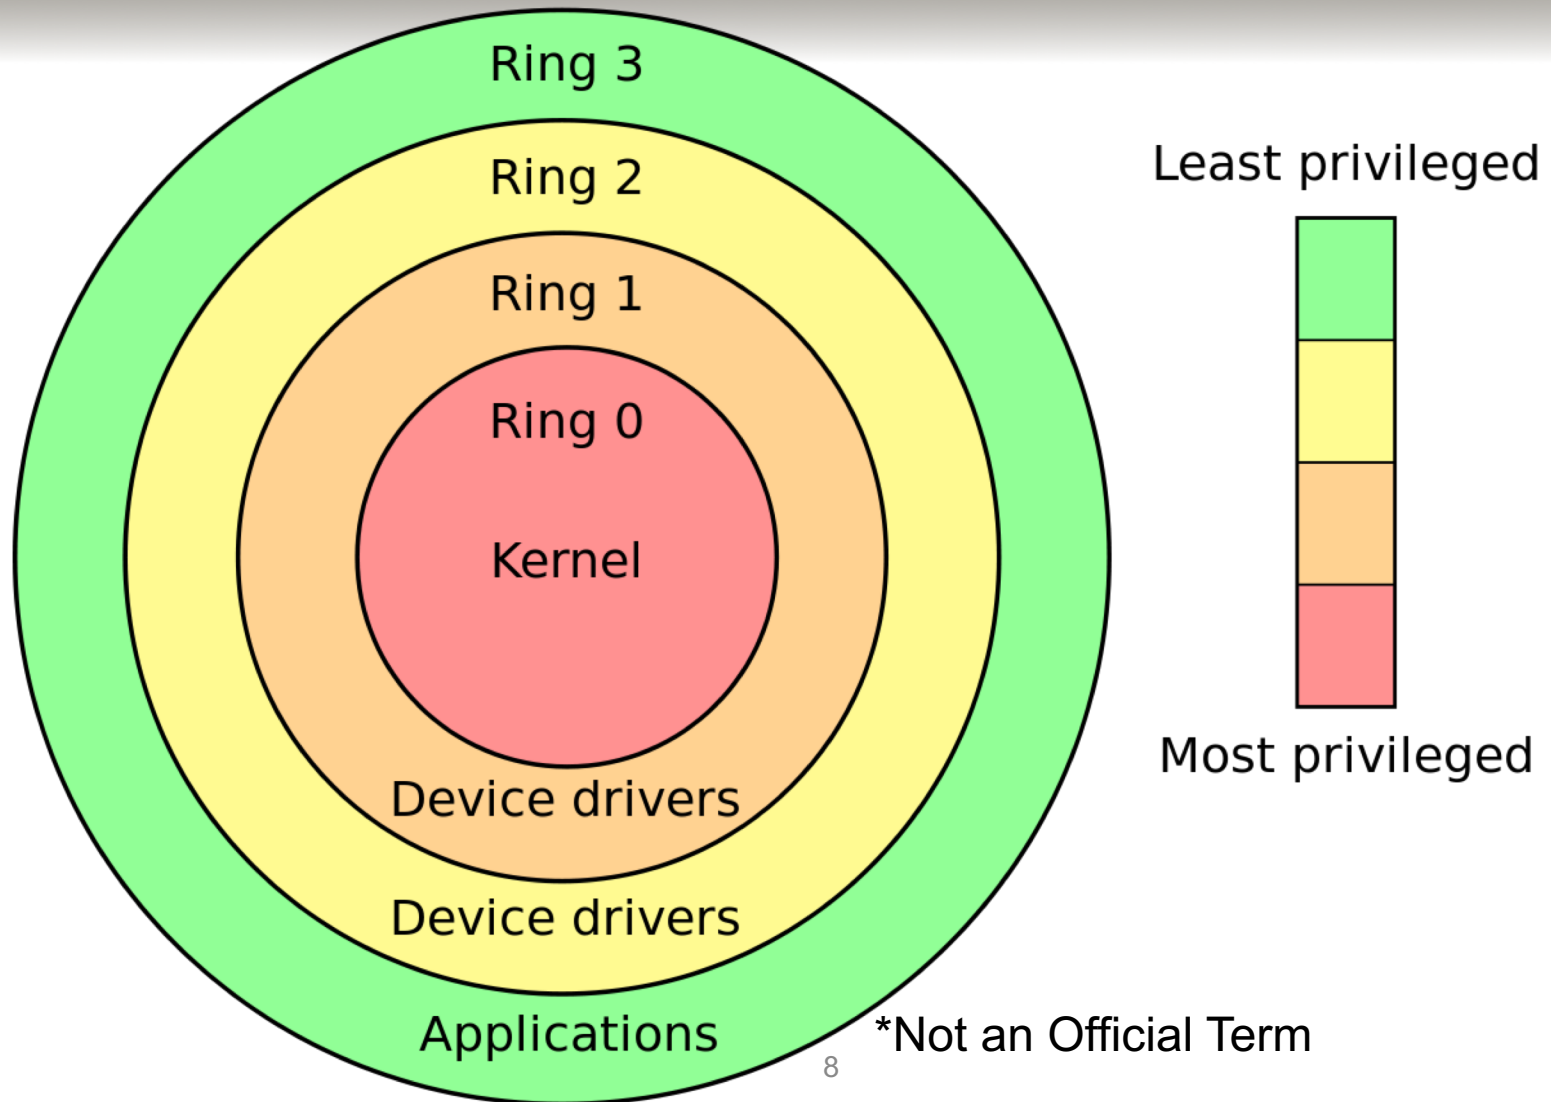 Ring 3
Ring 2
Ring 1
Ring 0
Kernel
Device drivers
Device drivers
Applications
Least privileged
Most privileged
*Not an Official Term
8